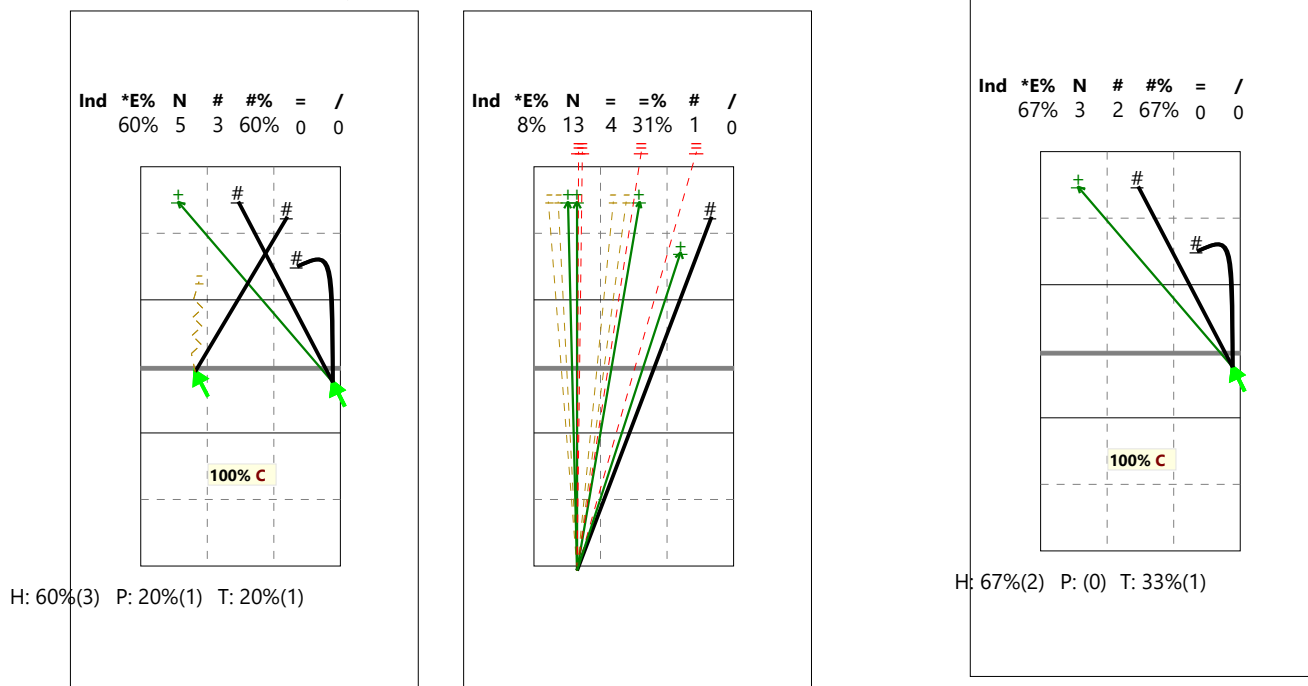 Ind *E% N # #% = /
60% 5 3 60% 0 0
+ # #
#
100% C
H: 60%(3) P: 20%(1) T: 20%(1)
Ind *E% N = =% # /
8% 13 4 31% 1 0
= = =
+ + + #
+
Ind *E% N # #% = /
67% 3 2 67% 0 0
+ #
#
100% C
H: 67%(2) P: (0) T: 33%(1)